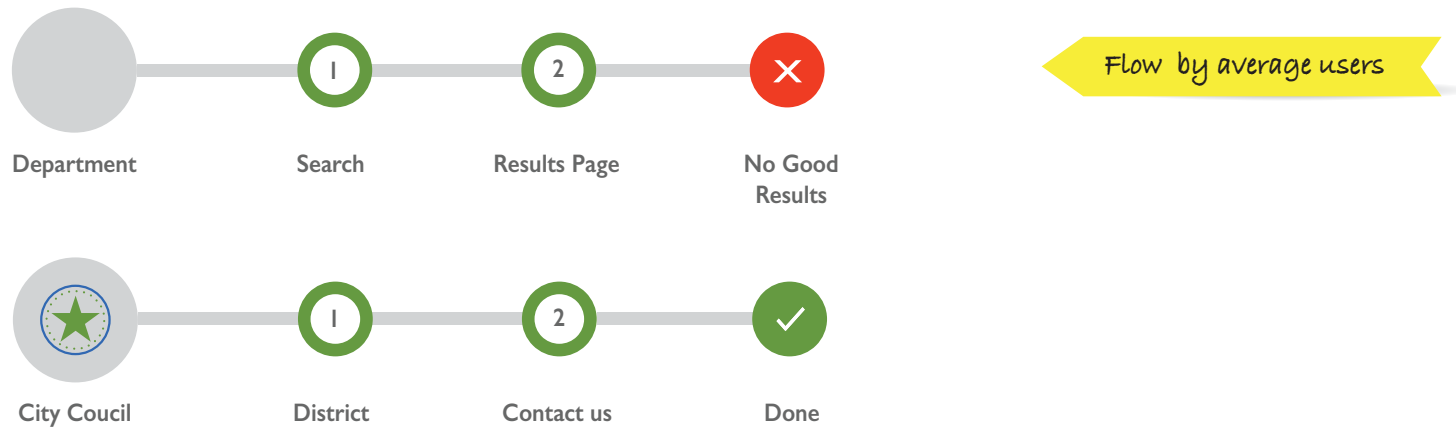 1
2
Flow by average users
Department
Search
Results Page
No Good
Results
1
2
City Coucil
District
Contact us
Done